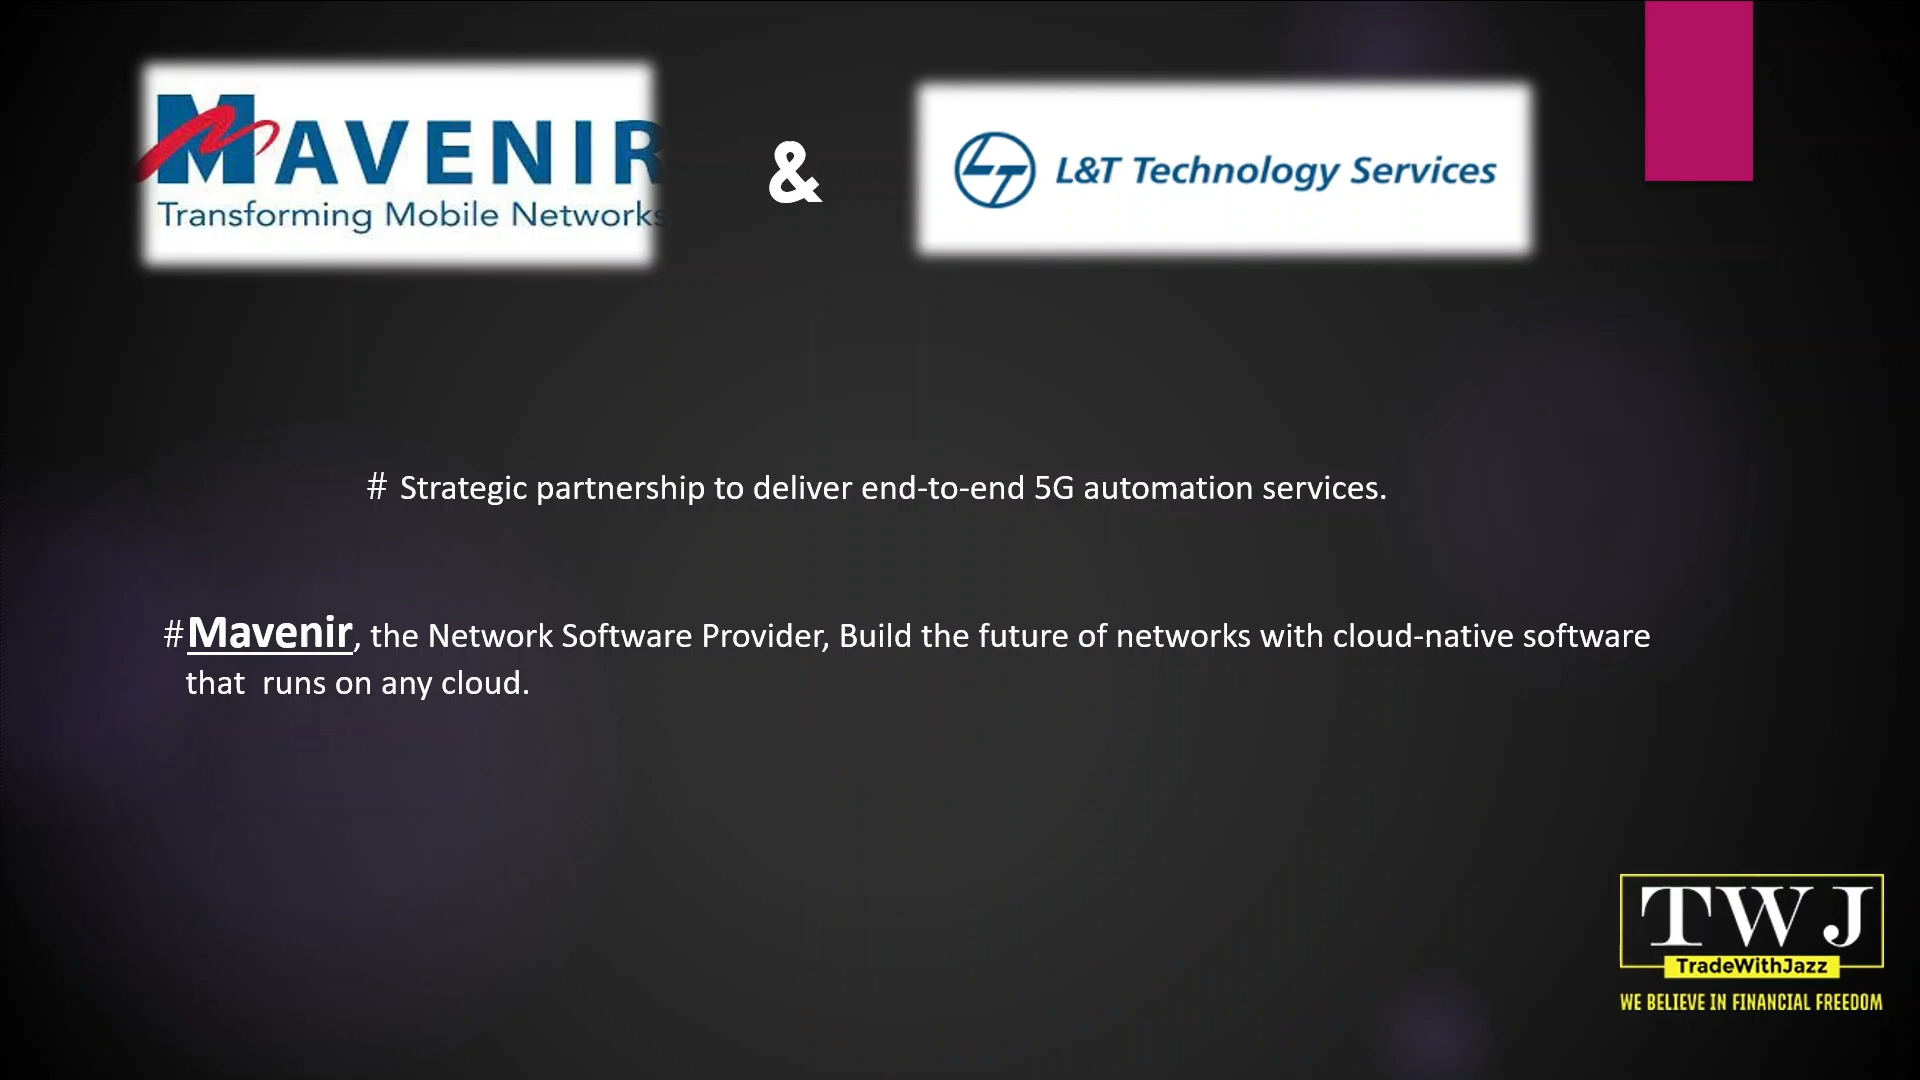 MAVENIR
Transforming Mobile Networks
&
L&T Technology Services
# Strategic partnership to deliver end-to-end 5G automation services.
#Mavenir, the Network Software Provider, Build the future of networks with cloud-native software
that runs on any cloud.
TWJ
TradeWithJazz
WE BELIEVE IN FINANCIAL FREEDOM